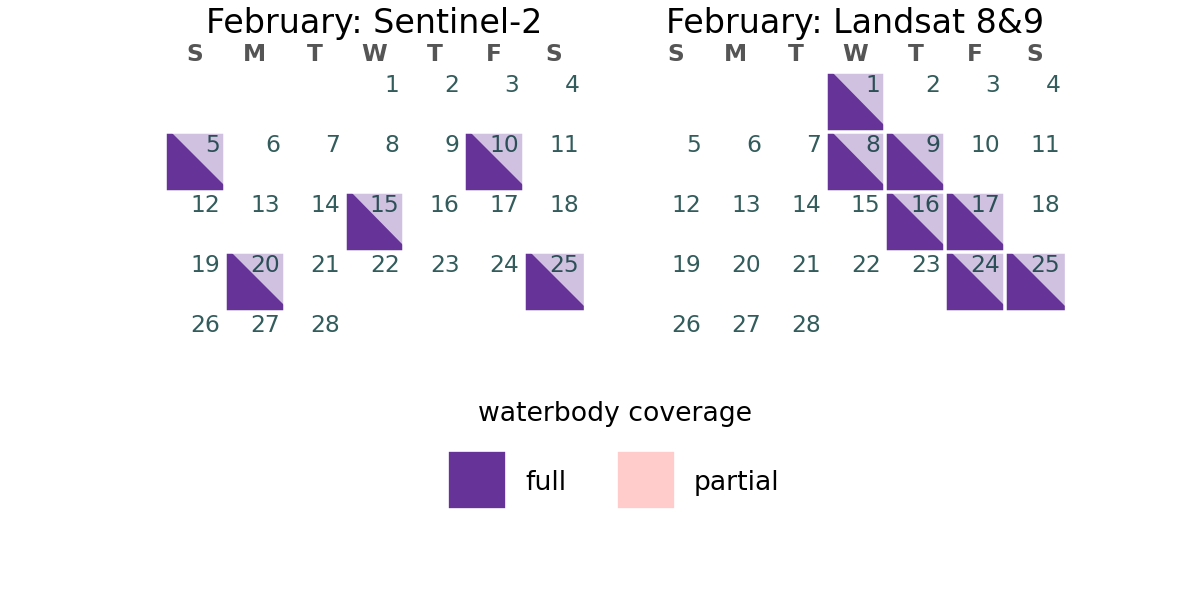 February: Sentinel-2
S M T W T F S
1 2 3 4
5 6 7 8 9 10 11
12 13 14 15 16 17 18
19 20 21 22 23 24 25
26 27 28
February: Landsat 8&9
S M T W T F S
1 2 3 4
5 6 7 8 9 10 11
12 13 14 15 16 17 18
19 20 21 22 23 24 25
26 27 28
waterbody coverage
full partial